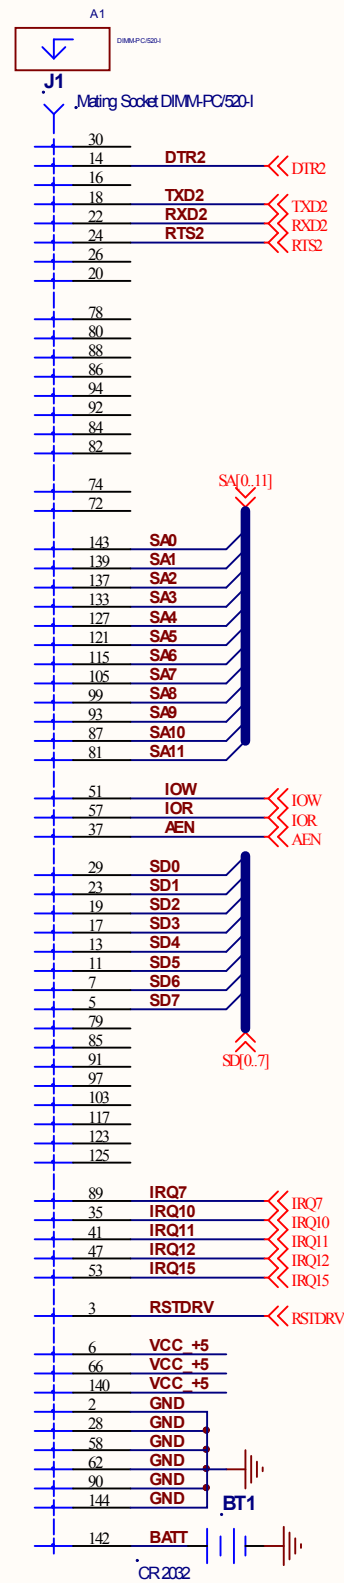 A1
DIMM-PC/520-I
J1
Mating Socket DIMM-PC/520-I
30
14 DTR2 DTR2
16
18 TXD2 TXD2
22 RXD2 RXD2
24 RTS2 RTS2
26
20
78
80
88
86
94
92
84
82
74
72
SA[0..11]
143 SA0
139 SA1
137 SA2
133 SA3
127 SA4
121 SA5
115 SA6
105 SA7
99 SA8
93 SA9
87 SA10
81 SA11
51 IOW IOW
57 IOR IOR
37 AEN AEN
29 SD0
23 SD1
19 SD2
17 SD3
13 SD4
11 SD5
7 SD6
5 SD7
79
85
SD[0..7]
91
97
103
117
123
125
89 IRQ7 IRQ7
35 IRQ10 IRQ10
41 IRQ11 IRQ11
47 IRQ12 IRQ12
53 IRQ15 IRQ15
3 RSTDRV RSTDRV
6 VCC_+5
66 VCC_+5
140 VCC_+5
2 GND
28 GND
58 GND
62 GND
90 GND
144 GND
BT1
142 BATT
CR2032